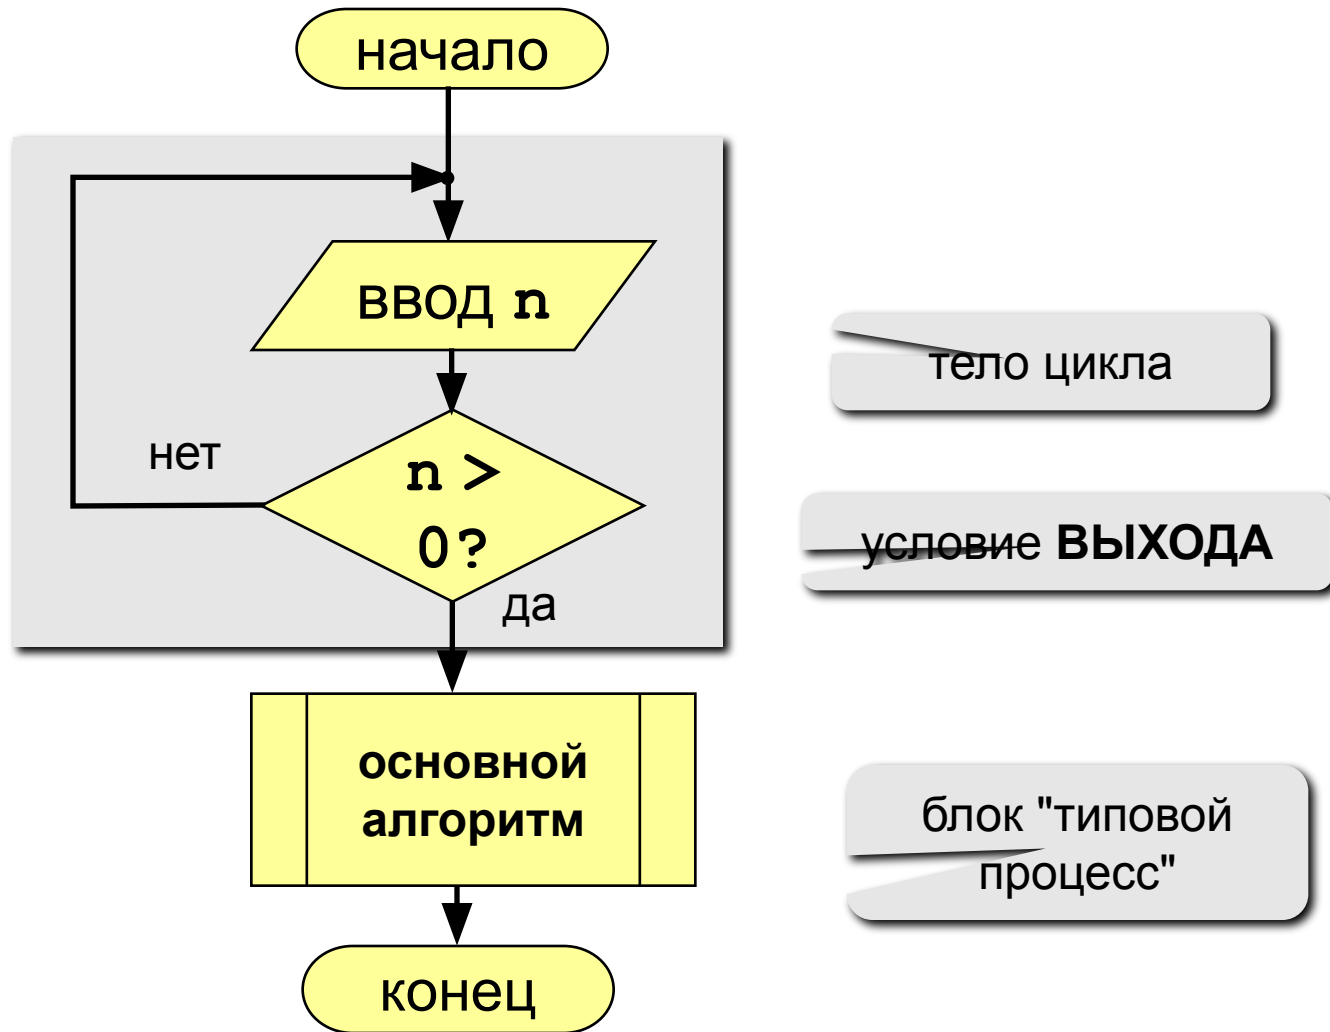 начало
ввод n
тело цикла
нет
n >
0?
условие ВЫХОДА
да
основной
алгоритм
блок "типовой
процесс"
конец